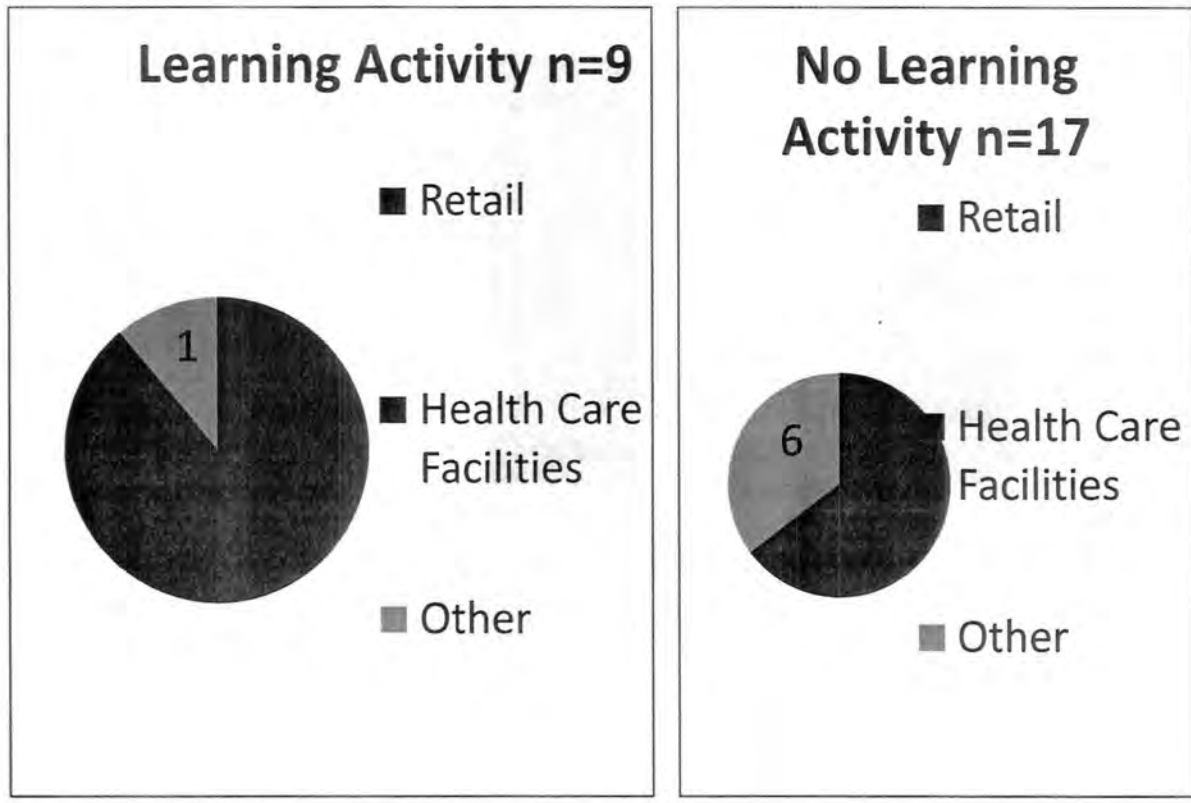 Learning Activity n=9
Retail
1
Health Care
Facilities
Other
No Learning
Activity n=17
Retail
6
Health Care
Facilities
Other